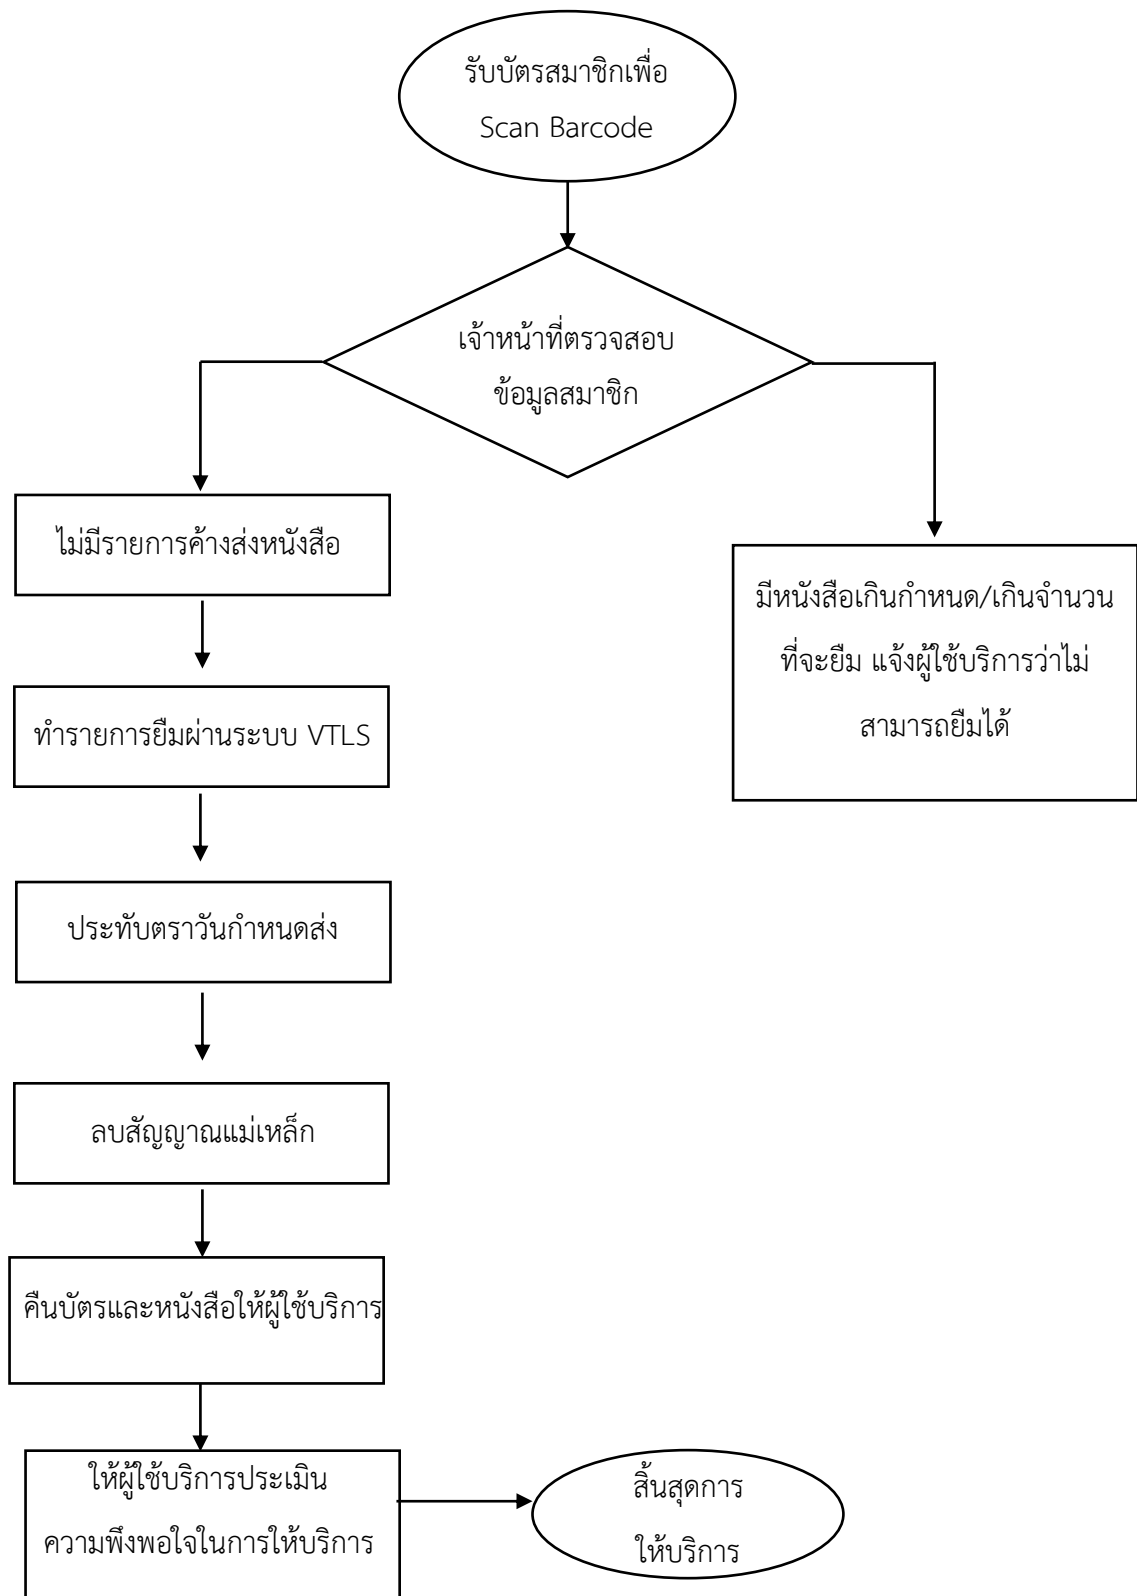 รับบัตรสมาชิกเพื่อ
Scan Barcode
เจ้าหน้าที่ตรวจสอบ
ข้อมูลสมาชิก
ไม่มีรายการค้างส่งหนังสือ
มีหนังสือเกินกำหนด/เกินจำนวน
ที่จะยืม แจ้งผู้ใช้บริการว่าไม่
สามารถยืมได้
ทำรายการยืมผ่านระบบ VTLS
ประทับตราวันกำหนดส่ง
ลบสัญญาณแม่เหล็ก
คืนบัตรและหนังสือให้ผู้ใช้บริการ
ให้ผู้ใช้บริการประเมิน
ความพึงพอใจในการให้บริการ
สิ้นสุดการ
ให้บริการ